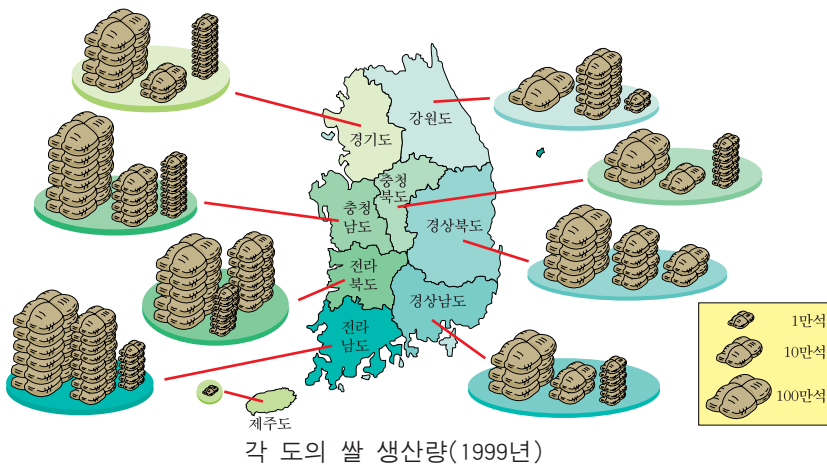 강원도
경기도
충청
북도
충청
남도
경상북도
전라
북도
경상남도
전라
남도
제주도
1만석
10만석
100만석
각 도의 쌀 생산량(1999년)